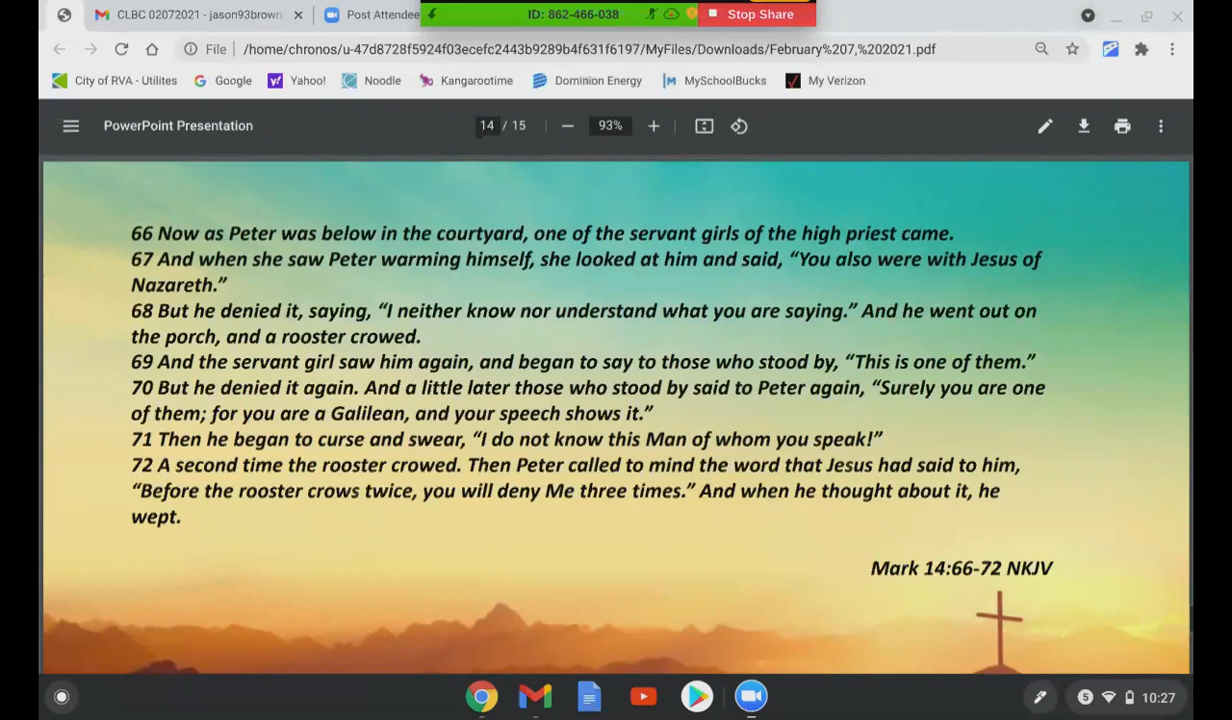 CLBC 02072021 - jason93brown
Post Attendee
ID: 862-466-038
Stop Share
File
/home/chronos/u-47d8728f5924f03ecefc2443b9289b4f631f6197/MyFiles/Downloads/February%207,%202021.pdf
City of RVA - Utilites
Google
Yahoo!
Noodle
Kangarootime
Dominion Energy
MySchoolBucks
My Verizon
PowerPoint Presentation
14 / 15
93%
66 Now as Peter was below in the courtyard, one of the servant girls of the high priest came.
67 And when she saw Peter warming himself, she looked at him and said, “You also were with Jesus of
Nazareth.”
68 But he denied it, saying, “I neither know nor understand what you are saying.” And he went out on
the porch, and a rooster crowed.
69 And the servant girl saw him again, and began to say to those who stood by, “This is one of them.”
70 But he denied it again. And a little later those who stood by said to Peter again, “Surely you are one
of them; for you are a Galilean, and your speech shows it.”
71 Then he began to curse and swear, “I do not know this Man of whom you speak!”
72 A second time the rooster crowed. Then Peter called to mind the word that Jesus had said to him,
“Before the rooster crows twice, you will deny Me three times.” And when he thought about it, he
wept.
Mark 14:66-72 NKJV
5
10:27